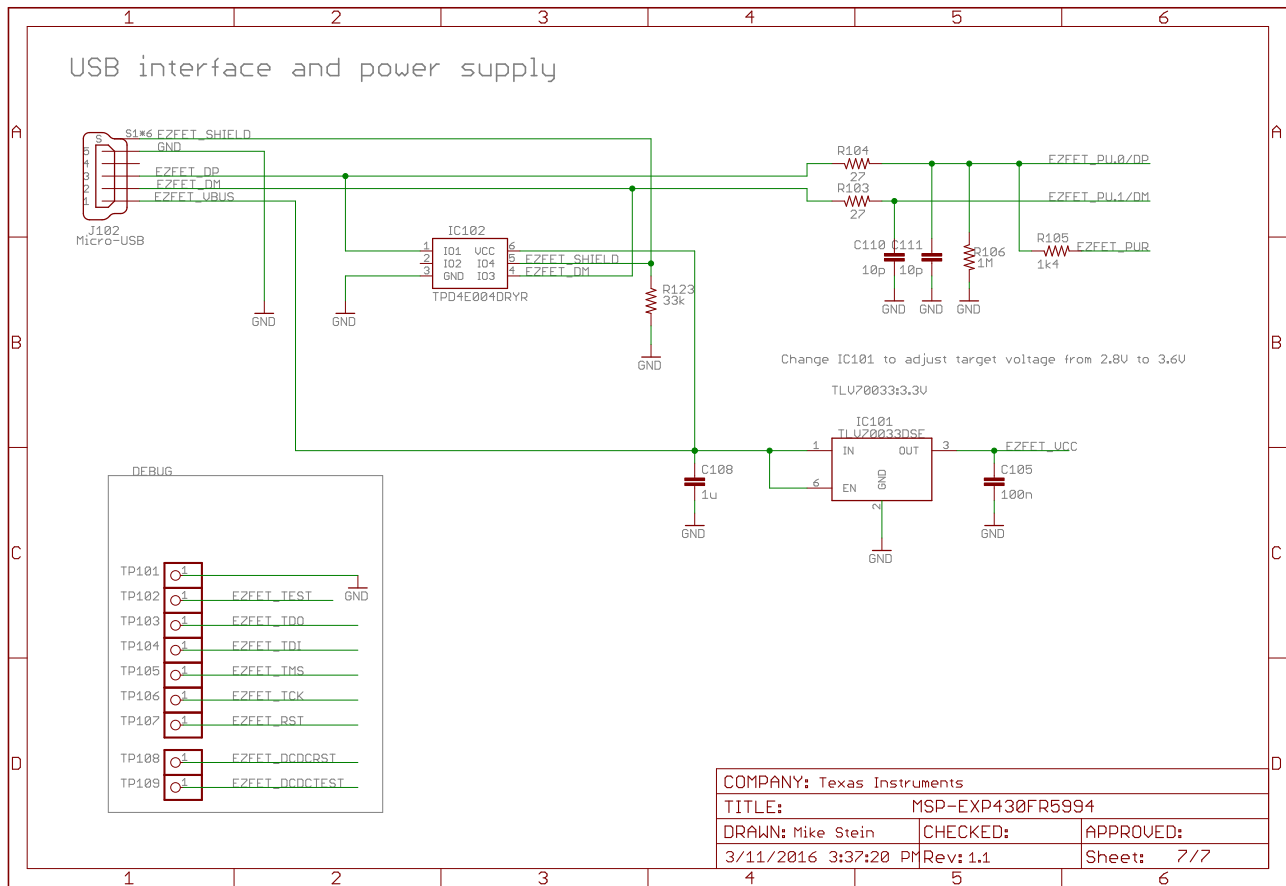 1 2 3 4 5 6
USB interface and power supply
A A
S1*6 EZFET_SHIELD
S
5 GND
4
3 EZFET_DP
2 EZFET_DM
1 EZFET_VBUS
J102
Micro-USB
R104
27
EZFET_PU.0/DP
R103
27
EZFET_PU.1/DM
IC102
1 IO1 VCC 6
2 IO2 IO4 5 EZFET_SHIELD
3 GND IO3 4 EZFET_DM
TPD4E004DRYR
C110 C111
10p 10p
R106
1M
R105
1k4
EZFET_PUR
R123
33k
GND GND GND GND GND
GND
B B
Change IC101 to adjust target voltage from 2.8V to 3.6V
TLV70033:3.3V
IC101
TLV70033DSE
1 IN OUT 3 EZFET_VCC
6 EN GND
2
C108
1u
C105
100n
GND GND
GND
C C
DEBUG
TP101 1
GND
TP102 1 EZFET_TEST
TP103 1 EZFET_TDO
TP104 1 EZFET_TDI
TP105 1 EZFET_TMS
TP106 1 EZFET_TCK
TP107 1 EZFET_RST
TP108 1 EZFET_DCDCRST
TP109 1 EZFET_DCDCTEST
D D
COMPANY: Texas Instruments
TITLE: MSP-EXP430FR5994
DRAWN: Mike Stein CHECKED: APPROVED:
3/11/2016 3:37:20 PM Rev: 1.1 Sheet: 7/7
1 2 3 4 5 6